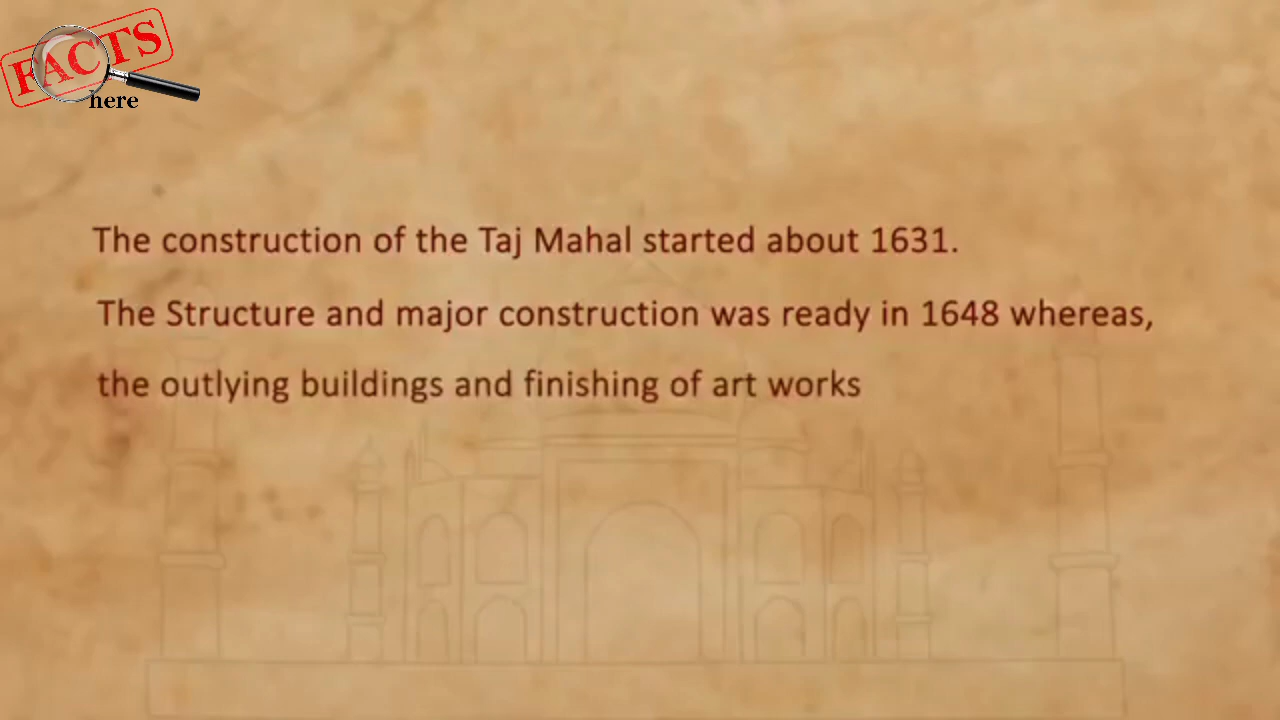 FACTS
here
The construction of the Taj Mahal started about 1631.
The Structure and major construction was ready in 1648 whereas,
the outlying buildings and finishing of art works